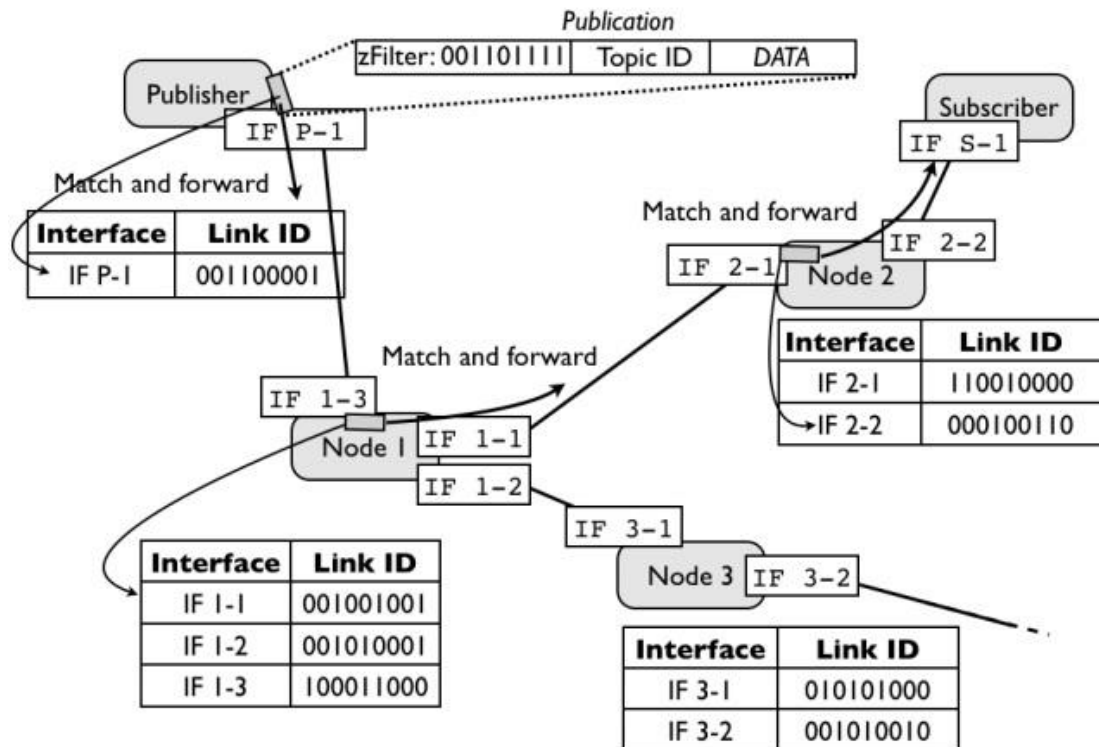 Publication
zFilter: 001101111 Topic ID DATA
Publisher
IF P-1
Subscriber
IF S-1
Match and forward
Interface Link ID
IF P-1 001100001
Match and forward
IF 2-2
IF 2-1
Node 2
Interface Link ID
IF 2-1 110010000
IF 2-2 000100110
Match and forward
IF 1-3
Node 1
IF 1-1
IF 1-2
IF 3-1
Node 3
IF 3-2
Interface Link ID
IF 1-1 001001001
IF 1-2 001010001
IF 1-3 100011000
Interface Link ID
IF 3-1 010101000
IF 3-2 001010010